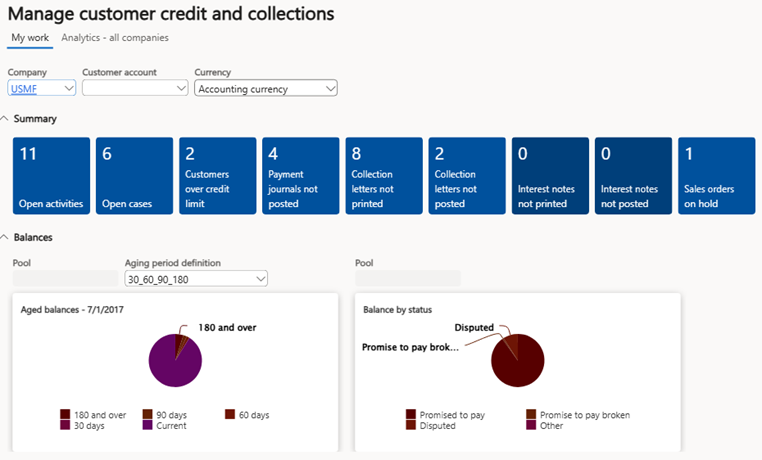 Manage customer credit and collections
My work Analytics - all companies
Company Customer account Currency
USMF Accounting currency
Summary
11 6 2 4 8 2 0 0 1
Open activities Open cases Customers over credit limit Payment journals not posted Collection letters not printed Collection letters not posted Interest notes not printed Interest notes not posted Sales orders on hold
Balances
Pool Aging period definition Pool
30_60_90_180
Aged balances - 7/1/2017 Balance by status
180 and over Disputed
Promise to pay brok...
180 and over 90 days 60 days Promised to pay Promise to pay broken
30 days Current Disputed Other